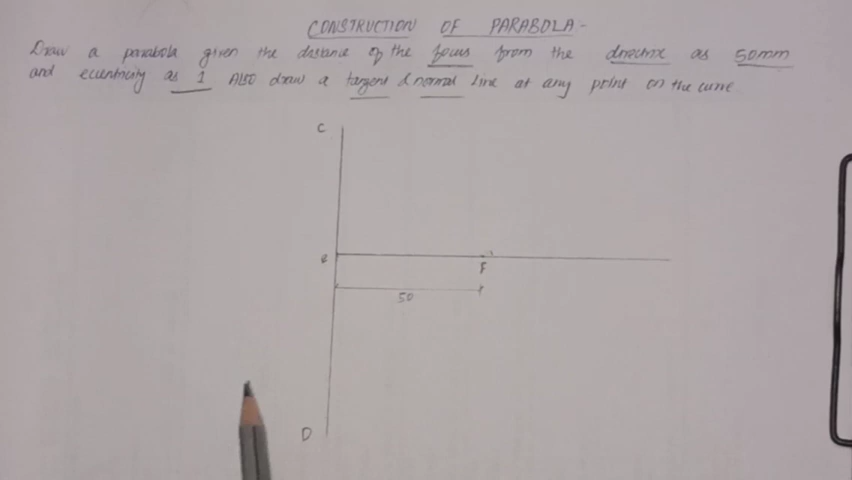 CONSTRUCTION OF PARABOLA-
Draw a parabola given the distance of the focus from the directrix as 50mm
and eccentricity as 1 Also draw a tangent & normal line at any point on the curve
C
F
50
D